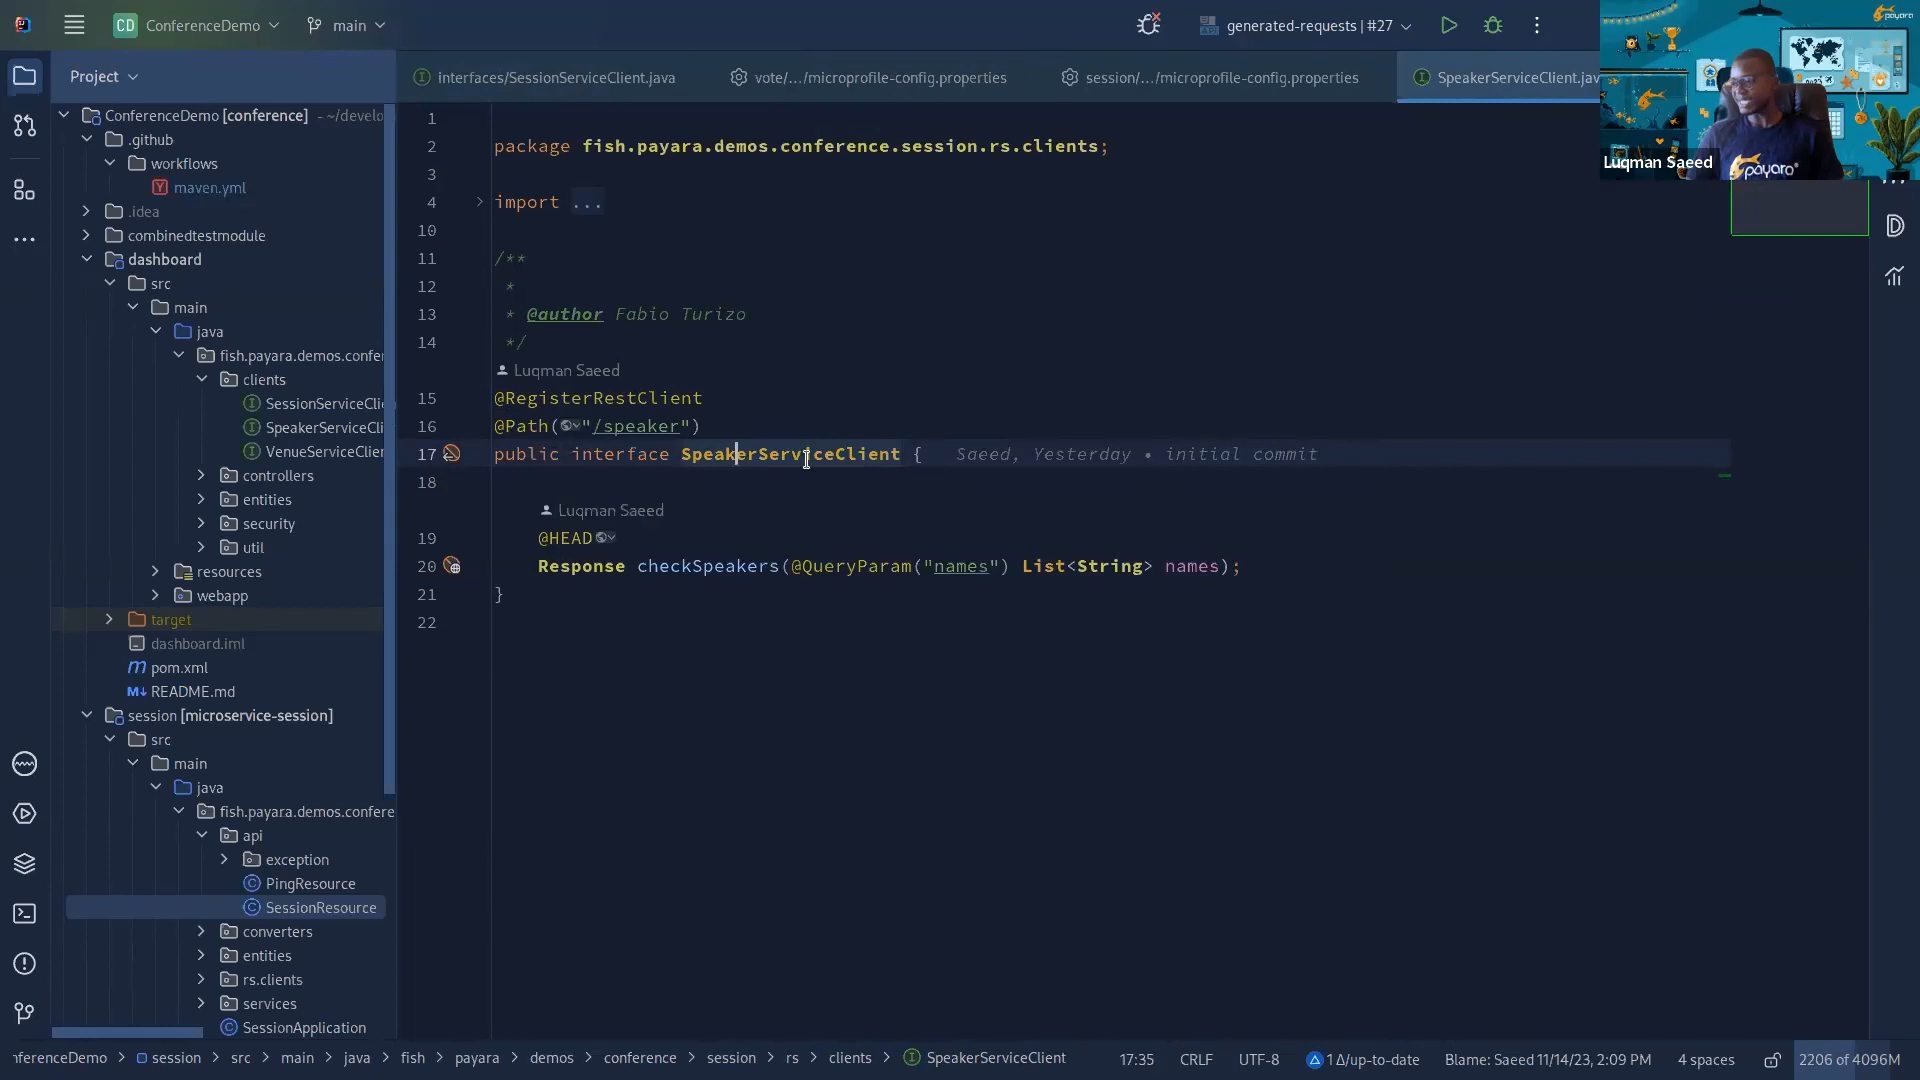 CD ConferenceDemo
main
generated-requests | #27
payara
Luqman Saeed
payara
Project
interfaces/SessionServiceClient.java
vote/.../microprofile-config.properties
session/.../microprofile-config.properties
SpeakerServiceClient.jav
ConferenceDemo [conference] - ~/develo
.github
workflows
maven.yml
.idea
combinedtestmodule
dashboard
src
main
java
fish.payara.demos.confer
clients
SessionServiceClie
SpeakerServiceCli
VenueServiceClien
controllers
entities
security
util
resources
webapp
target
dashboard.iml
pom.xml
README.md
session [microservice-session]
src
main
java
fish.payara.demos.confere
api
exception
PingResource
SessionResource
converters
entities
rs.clients
services
SessionApplication
1
2 package fish.payara.demos.conference.session.rs.clients;
3
4 import ...
10
11 /**
12 *
13 * @author Fabio Turizo
14 */
Luqman Saeed
15 @RegisterRestClient
16 @Path("/speaker")
17 public interface SpeakerServiceClient { Saeed, Yesterday • initial commit
18
Luqman Saeed
19 @HEAD
20 Response checkSpeakers(@QueryParam("names") List<String> names);
21 }
22
nferenceDemo > session > src > main > java > fish > payara > demos > conference > session > rs > clients > SpeakerServiceClient
17:35 CRLF UTF-8 1 Δ/up-to-date Blame: Saeed 11/14/23, 2:09 PM 4 spaces 2206 of 4096M